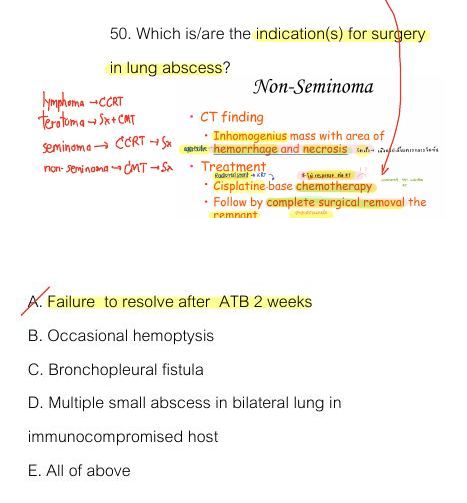 50. Which is/are the indication(s) for surgery
in lung abscess?
Non-Seminoma
lymphoma → CCRT
Teratoma → Sx + CMT
seminoma → CCRT → Sx
non-seminoma → CMT → Sx
• CT finding
• Inhomogenius mass with area of
hemorrhage and necrosis
• Treatment
• Cisplatine base chemotherapy
• Follow by complete surgical removal the
remnant
A. Failure to resolve after ATB 2 weeks
B. Occasional hemoptysis
C. Bronchopleural fistula
D. Multiple small abscess in bilateral lung in
immunocompromised host
E. All of above